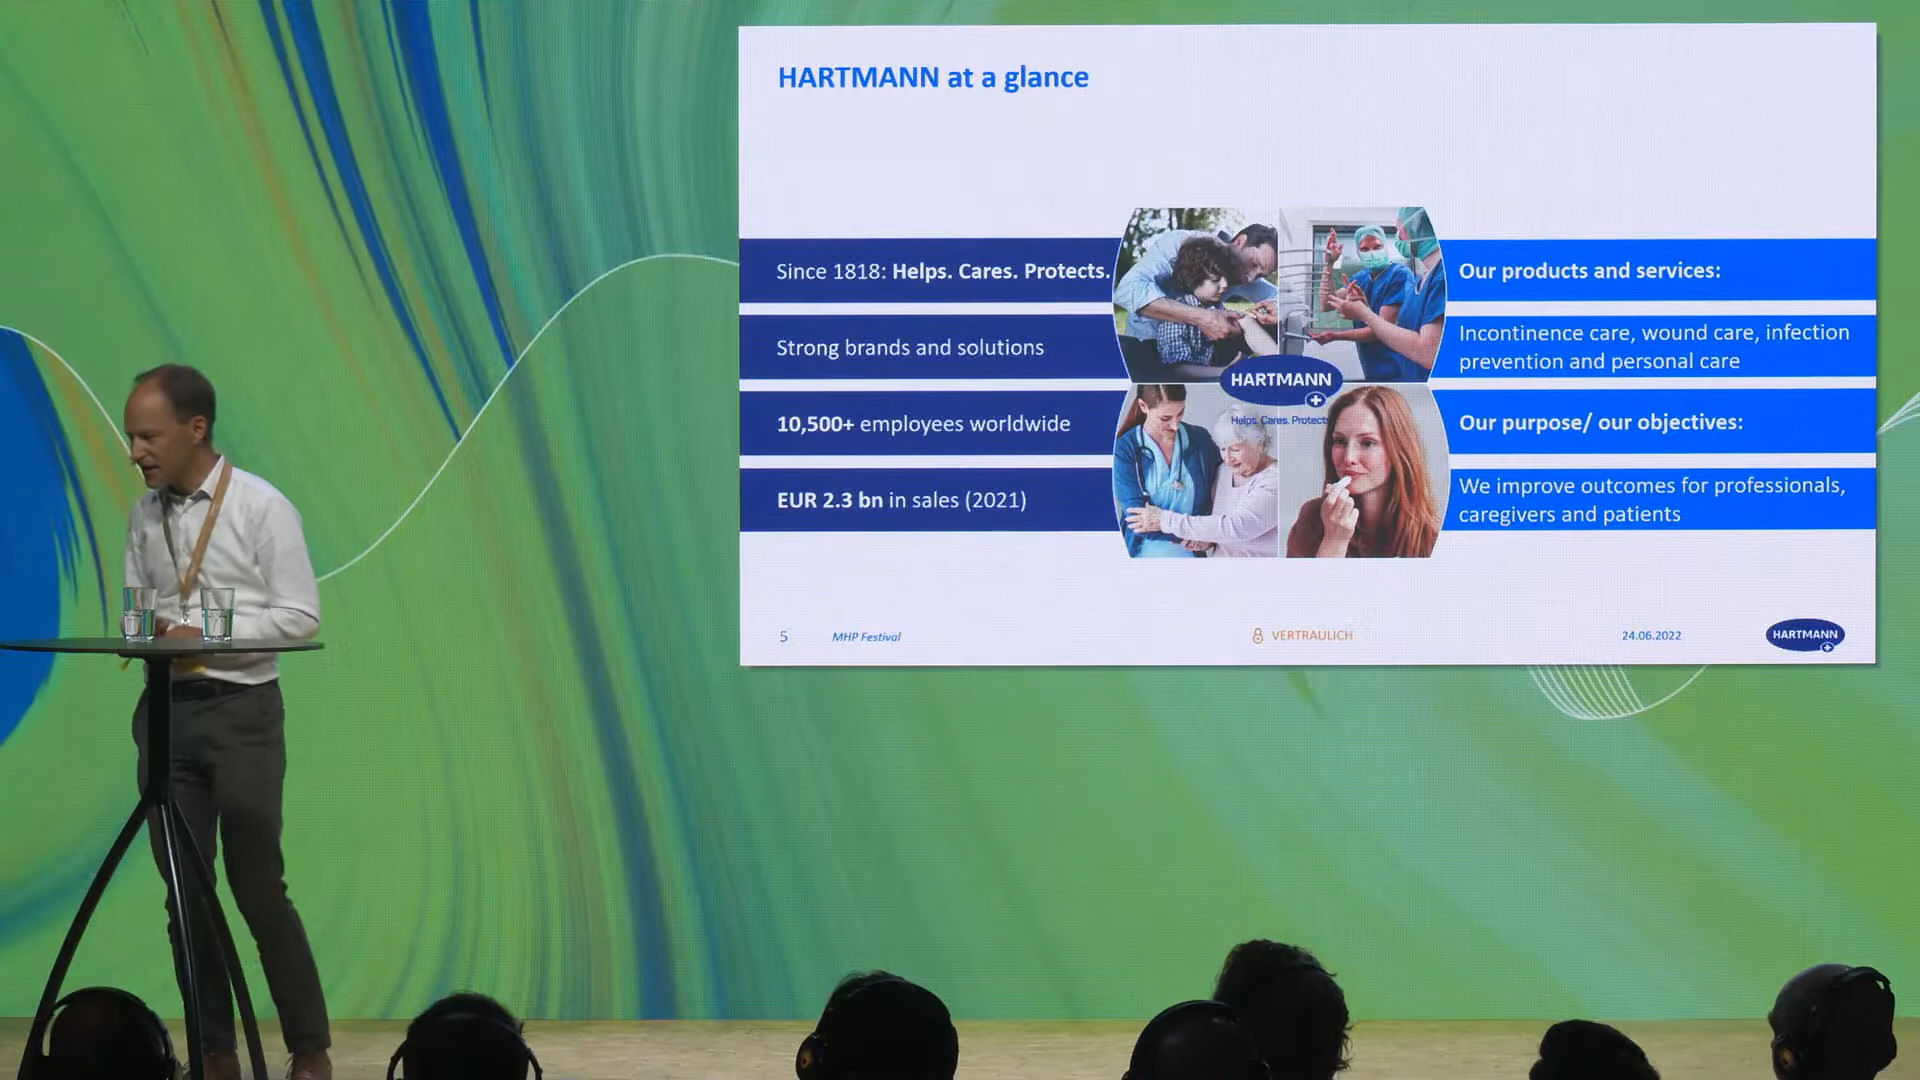 HARTMANN at a glance
Since 1818: Helps. Cares. Protects.
Strong brands and solutions
10,500+ employees worldwide
EUR 2.3 bn in sales (2021)
HARTMANN
Helps. Cares. Protects
Our products and services:
Incontinence care, wound care, infection
prevention and personal care
Our purpose/ our objectives:
We improve outcomes for professionals,
caregivers and patients
5
MHP Festival
VERTRAULICH
24.06.2022
HARTMANN